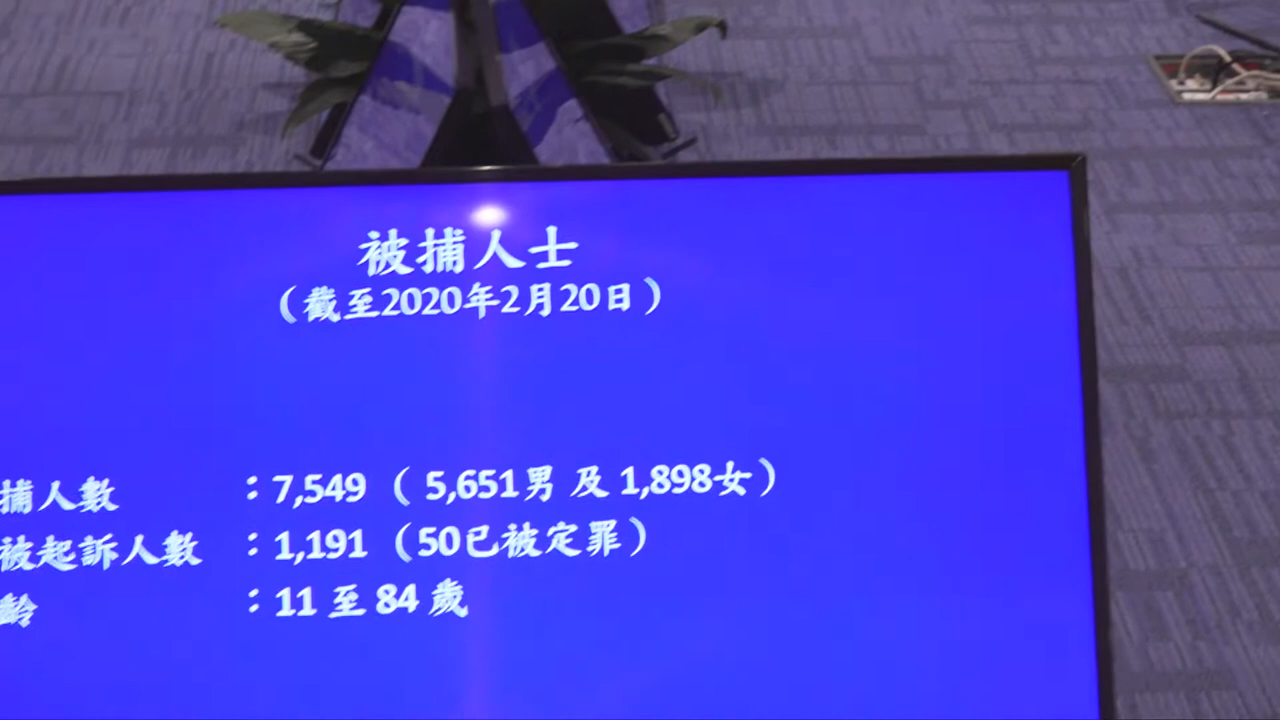 被捕人士
（截至2020年2月20日）
捕人數 ：7,549（ 5,651男 及 1,898女）
被起訴人數 ：1,191（50已被定罪）
齡 ：11 至 84 歲